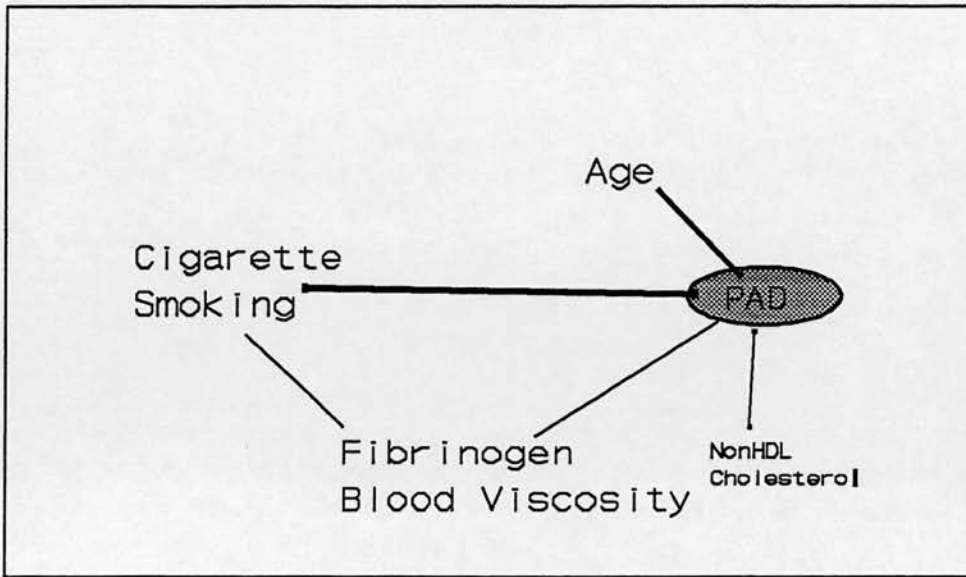 Age
Cigarette
Smoking
PAD
Fibrinogen
Blood Viscosity
NonHDL
Cholesterol